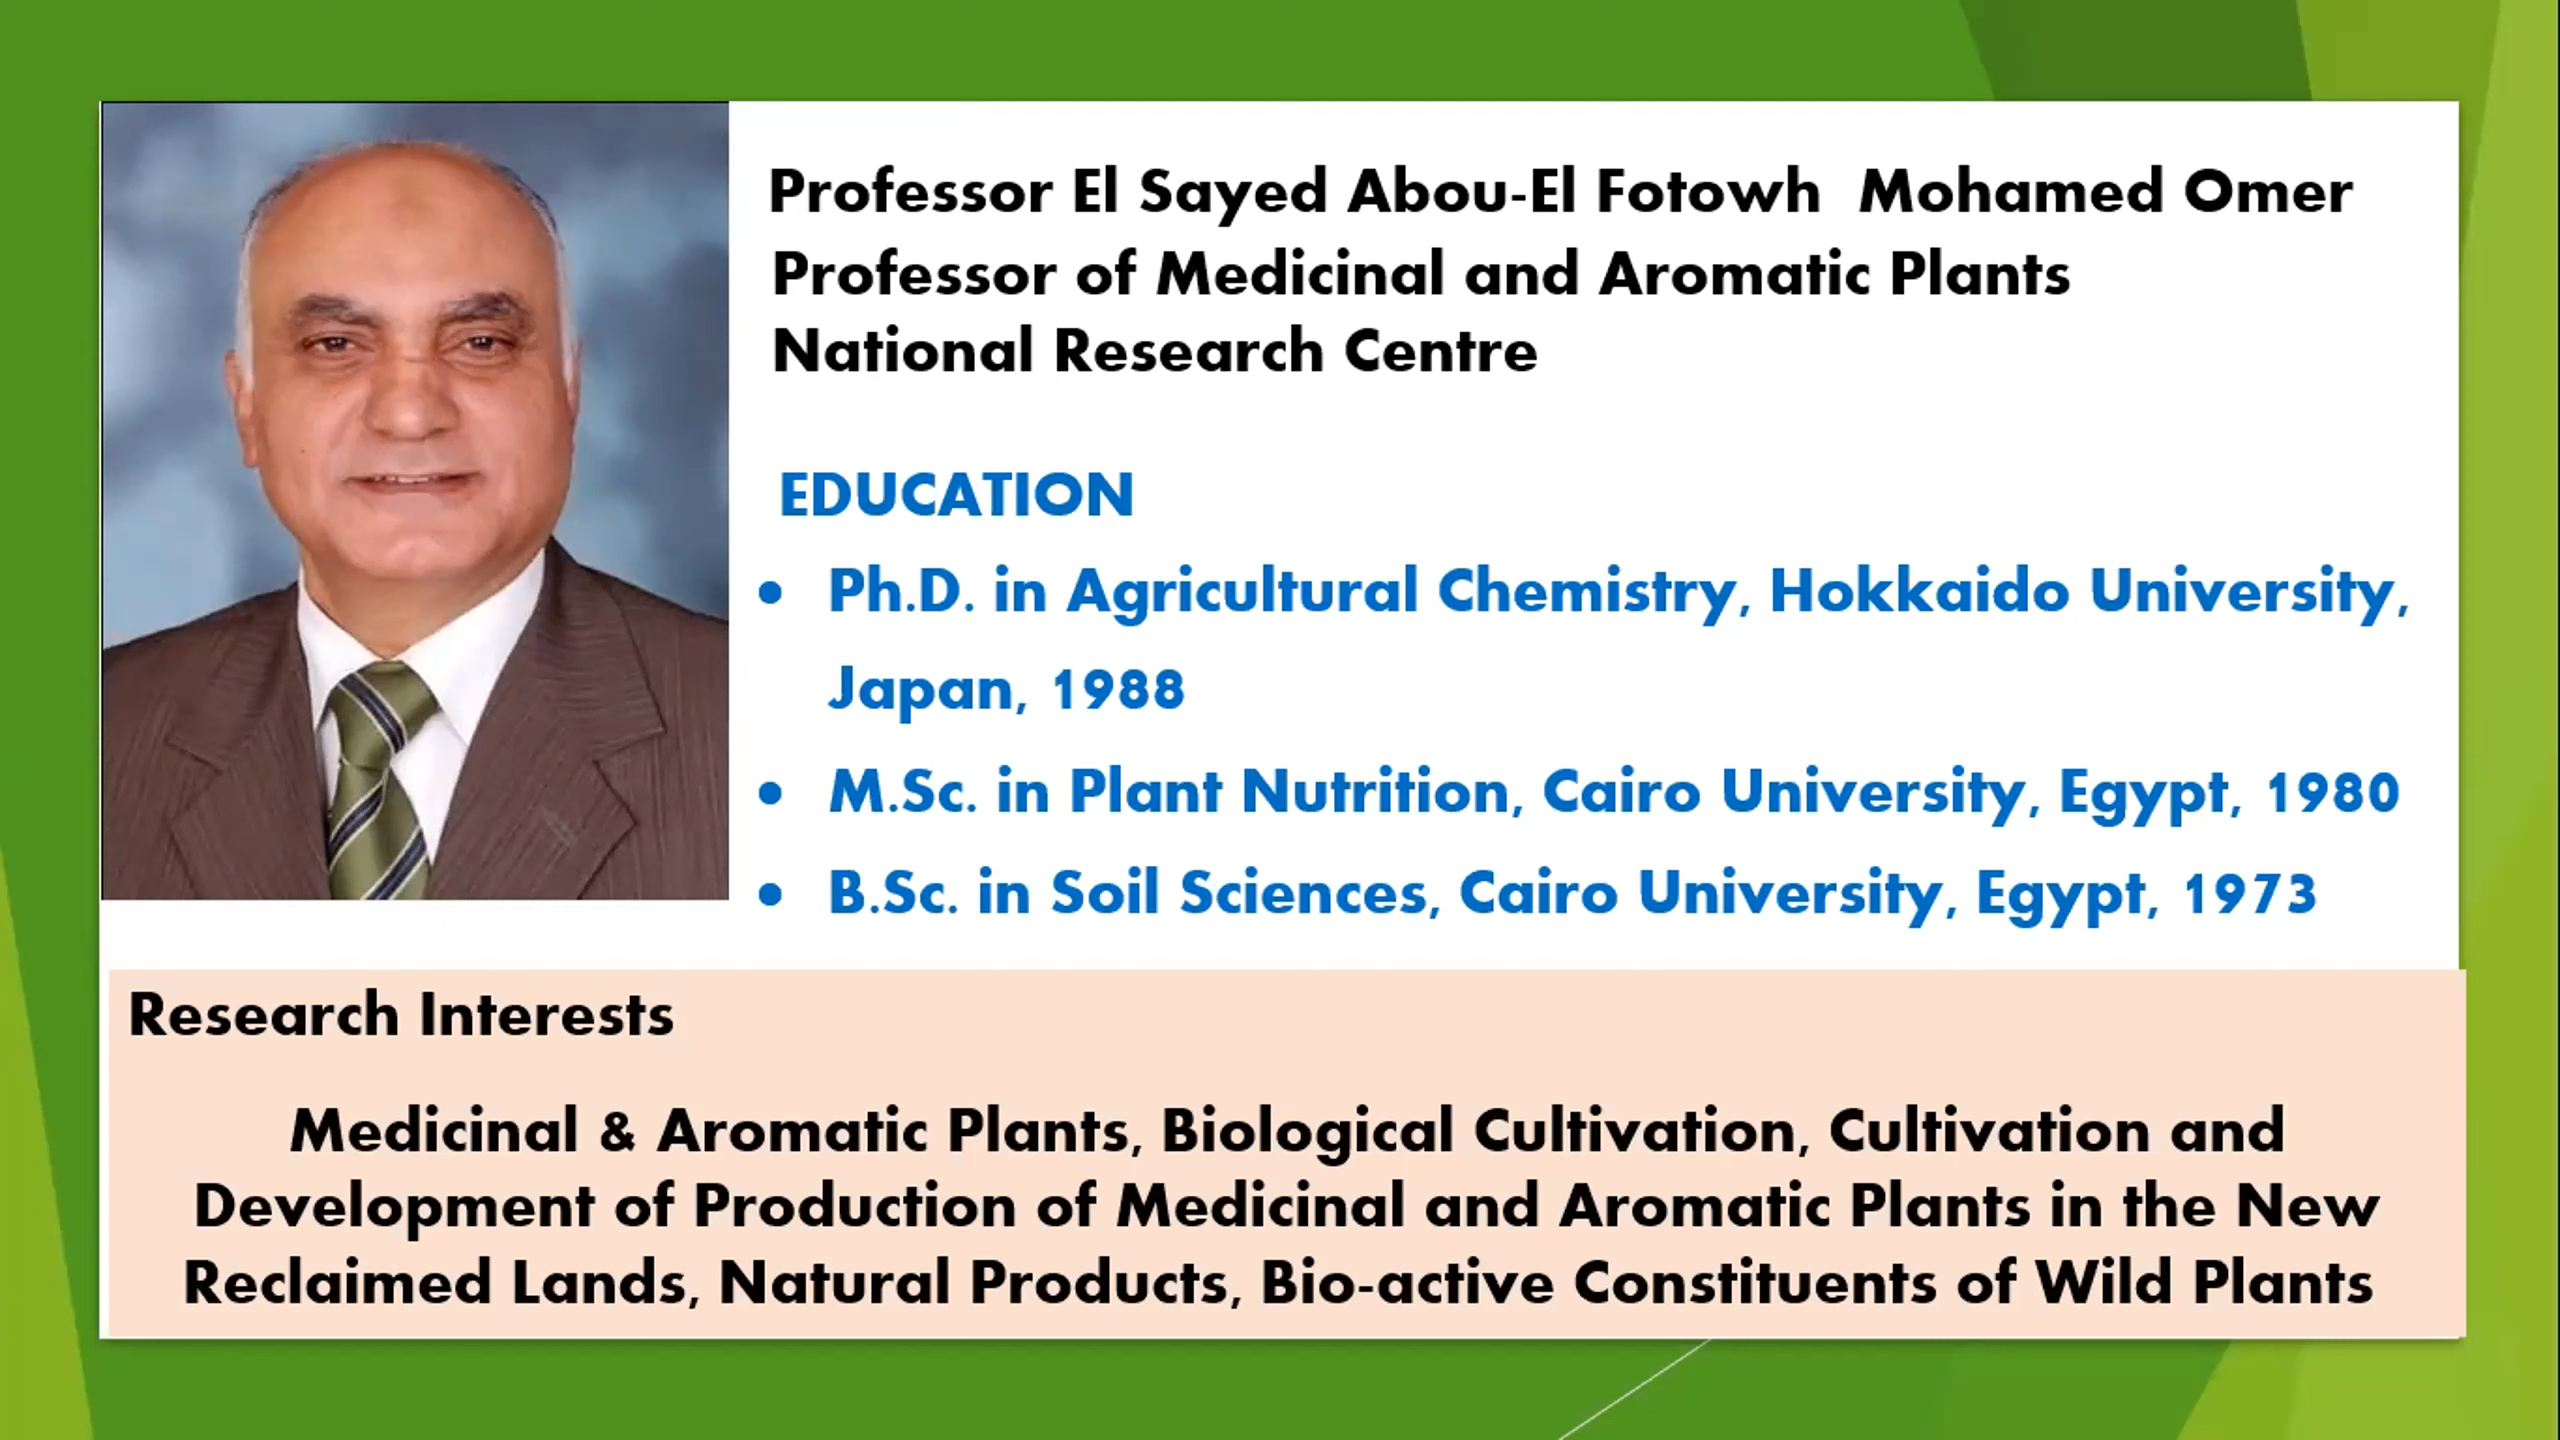 Professor El Sayed Abou-El Fotowh  Mohamed Omer
Professor of Medicinal and Aromatic Plants
National Research Centre
EDUCATION
• Ph.D. in Agricultural Chemistry, Hokkaido University,
Japan, 1988
• M.Sc. in Plant Nutrition, Cairo University, Egypt, 1980
• B.Sc. in Soil Sciences, Cairo University, Egypt, 1973
Research Interests
Medicinal & Aromatic Plants, Biological Cultivation, Cultivation and
Development of Production of Medicinal and Aromatic Plants in the New
Reclaimed Lands, Natural Products, Bio-active Constituents of Wild Plants